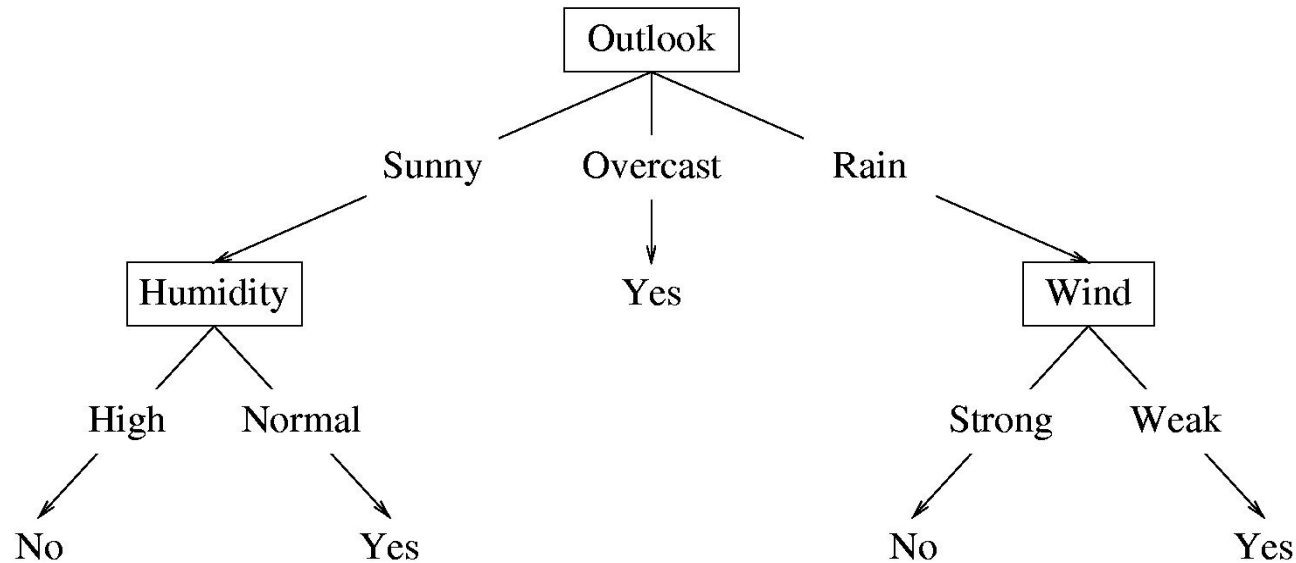 Outlook
Sunny Overcast Rain
Humidity Yes Wind
High Normal Strong Weak
No Yes No Yes